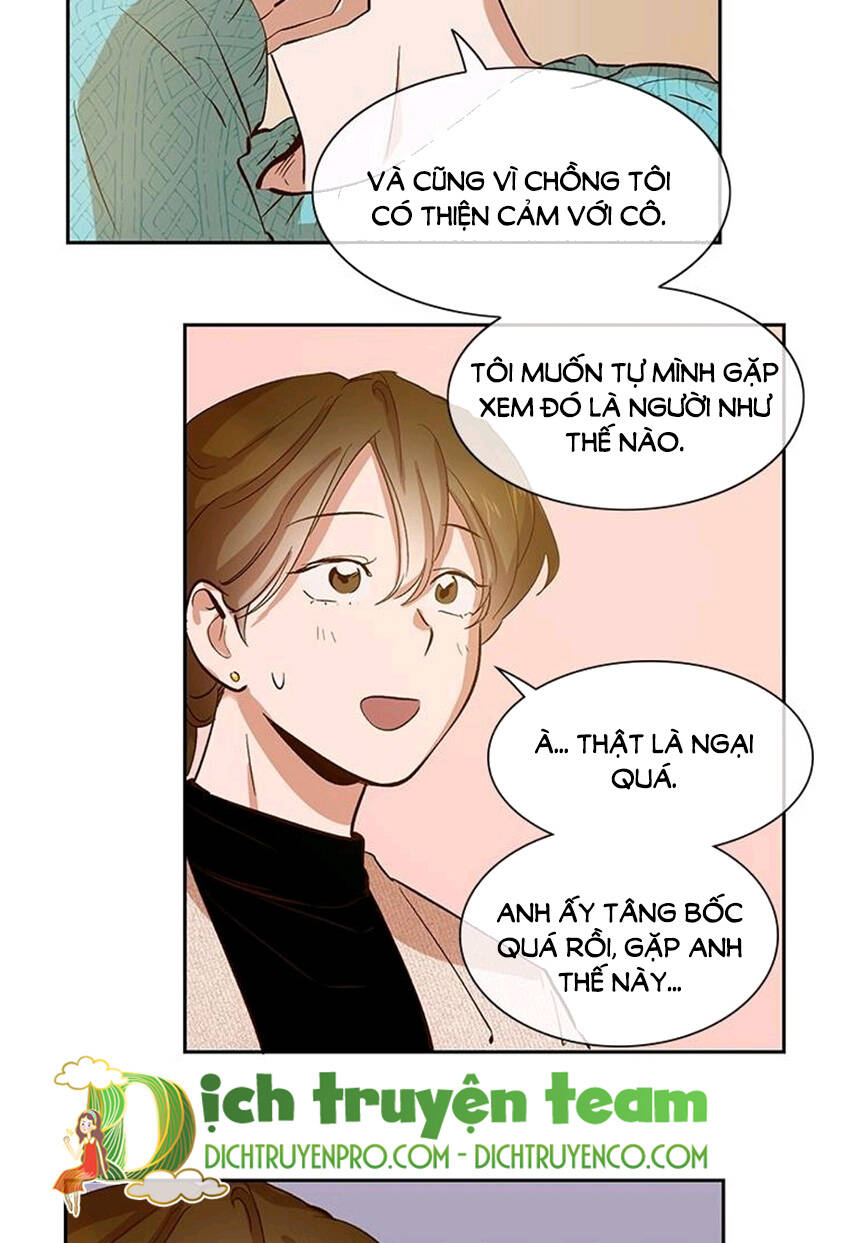 VÀ CŨNG VÌ CHỒNG TÔI
CÓ THIỆN CẢM VỚI CÔ.
TÔI MUỐN TỰ MÌNH GẶP
XEM ĐÓ LÀ NGƯỜI NHƯ
THẾ NÀO.
À... THẬT LÀ NGẠI
QUÁ.
ANH ẤY TÂNG BỐC
QUÁ RỒI, GẶP ANH
THẾ NÀY...
Dịch truyện team
DICHTRUYENPRO.COM - DICHTRUYENCO.COM